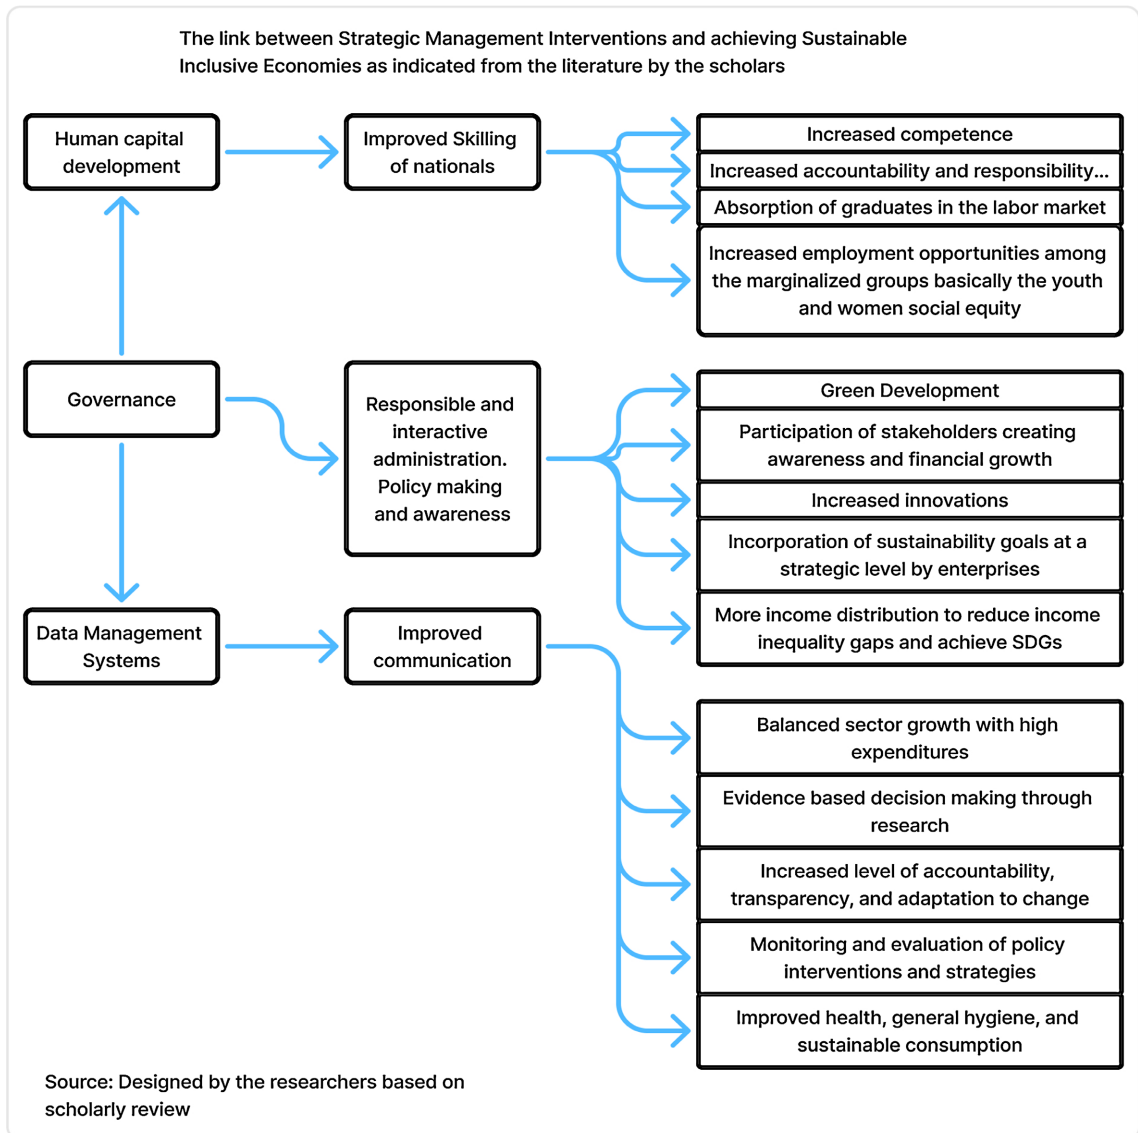 The link between Strategic Management Interventions and achieving Sustainable
Inclusive Economies as indicated from the literature by the scholars
Human capital
development
Improved Skilling
of nationals
Increased competence
Increased accountability and responsibility...
Absorption of graduates in the labor market
Increased employment opportunities among
the marginalized groups basically the youth
and women social equity
Governance
Responsible and
interactive
administration.
Policy making
and awareness
Green Development
Participation of stakeholders creating
awareness and financial growth
Increased innovations
Incorporation of sustainability goals at a
strategic level by enterprises
More income distribution to reduce income
inequality gaps and achieve SDGs
Data Management
Systems
Improved
communication
Balanced sector growth with high
expenditures
Evidence based decision making through
research
Increased level of accountability,
transparency, and adaptation to change
Monitoring and evaluation of policy
interventions and strategies
Improved health, general hygiene, and
sustainable consumption
Source: Designed by the researchers based on
scholarly review